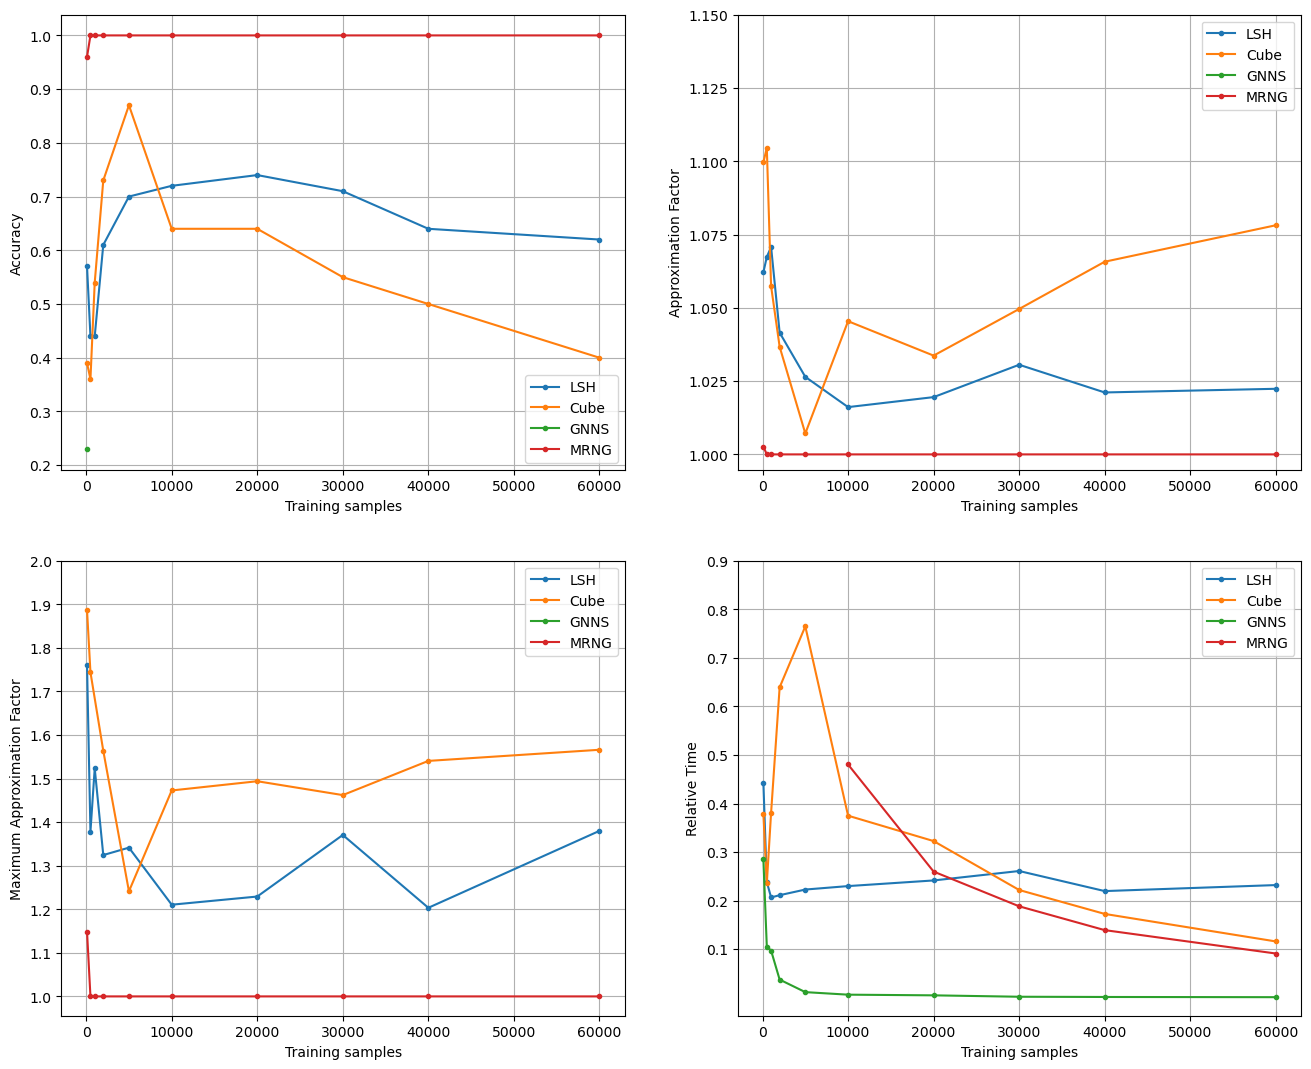 Accuracy
1.0
0.9
0.8
0.7
0.6
0.5
0.4
0.3
0.2
0
10000
20000
30000
40000
50000
60000
Training samples
LSH
Cube
GNNS
MRNG
Approximation Factor
1.150
1.125
1.100
1.075
1.050
1.025
1.000
0
10000
20000
30000
40000
50000
60000
Training samples
LSH
Cube
GNNS
MRNG
Maximum Approximation Factor
2.0
1.9
1.8
1.7
1.6
1.5
1.4
1.3
1.2
1.1
1.0
0
10000
20000
30000
40000
50000
60000
Training samples
LSH
Cube
GNNS
MRNG
Relative Time
0.9
0.8
0.7
0.6
0.5
0.4
0.3
0.2
0.1
0
10000
20000
30000
40000
50000
60000
Training samples
LSH
Cube
GNNS
MRNG